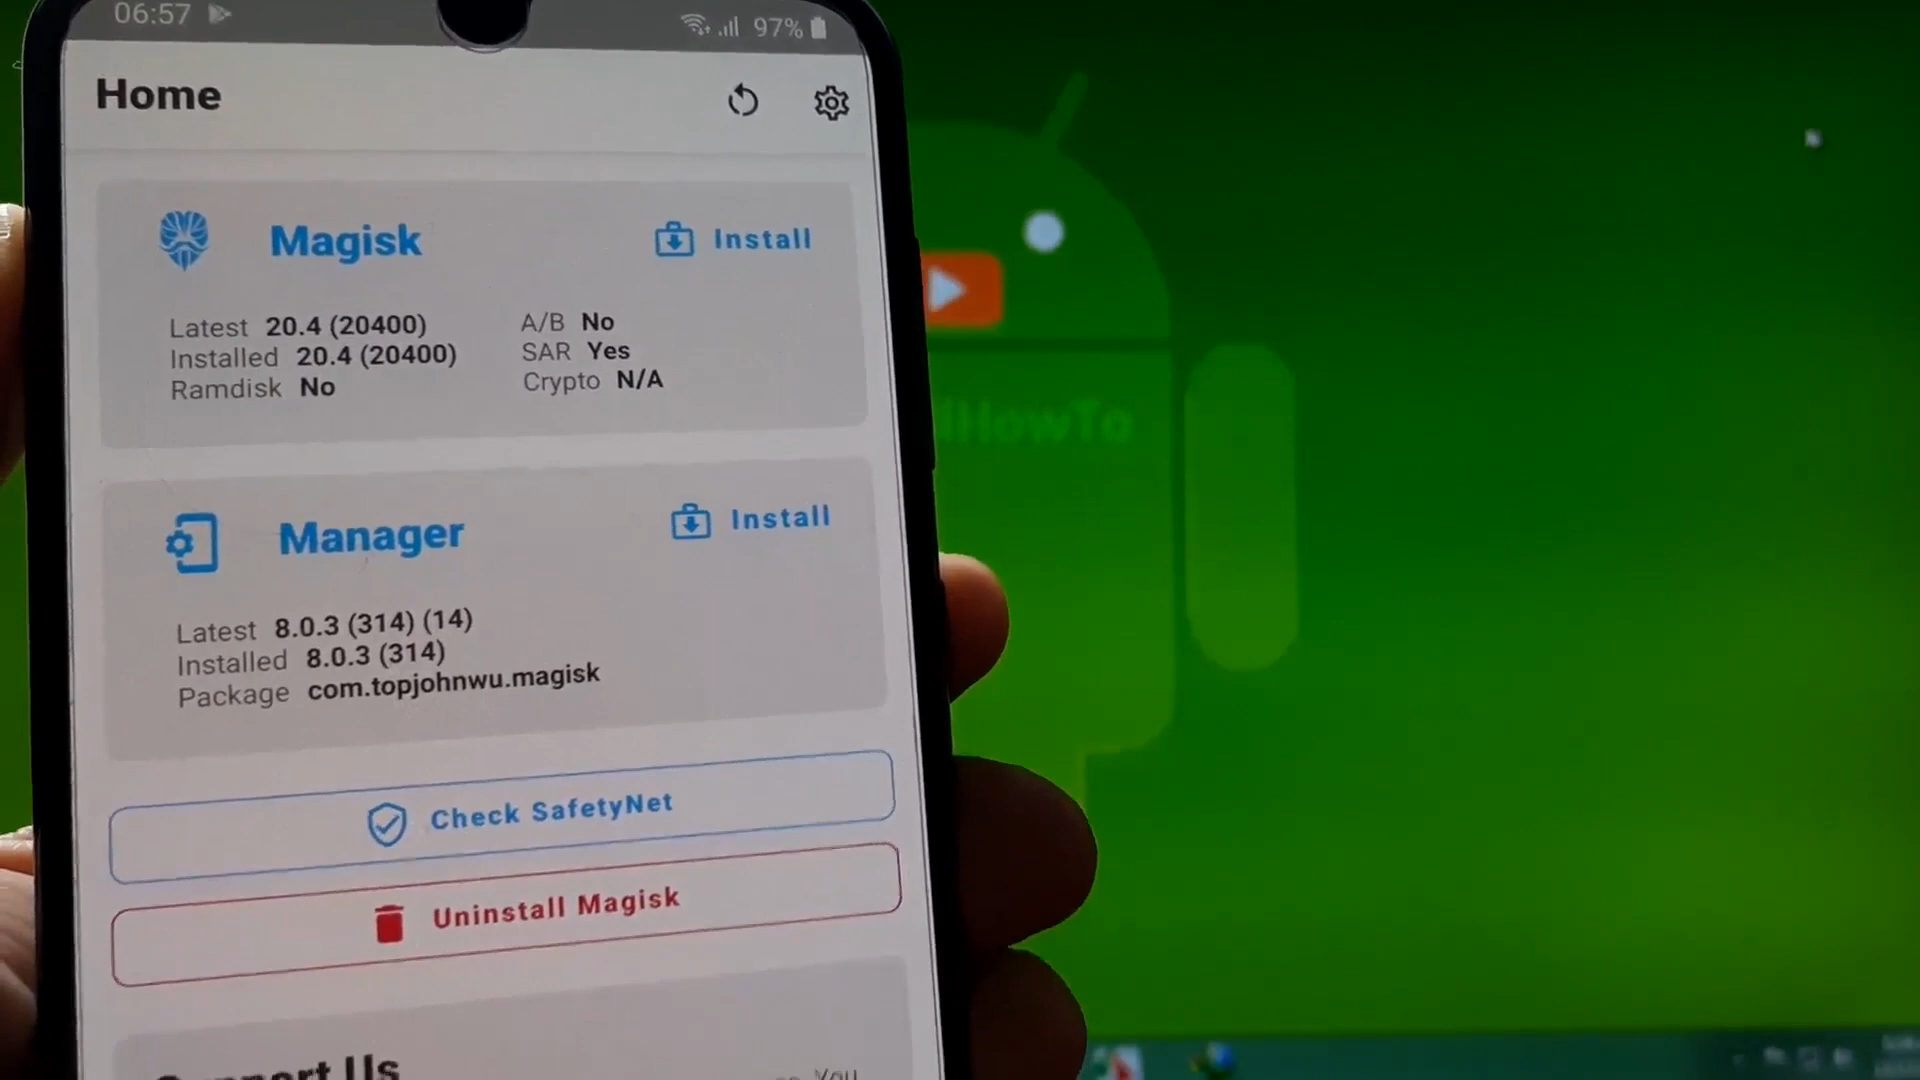 06:57
97%
Home
Magisk
Install
Latest 20.4 (20400)
Installed 20.4 (20400)
Ramdisk No
A/B No
SAR Yes
Crypto N/A
Manager
Install
Latest 8.0.3 (314) (14)
Installed 8.0.3 (314)
Package com.topjohnwu.magisk
Check SafetyNet
Uninstall Magisk
Support Us
You
HowTo